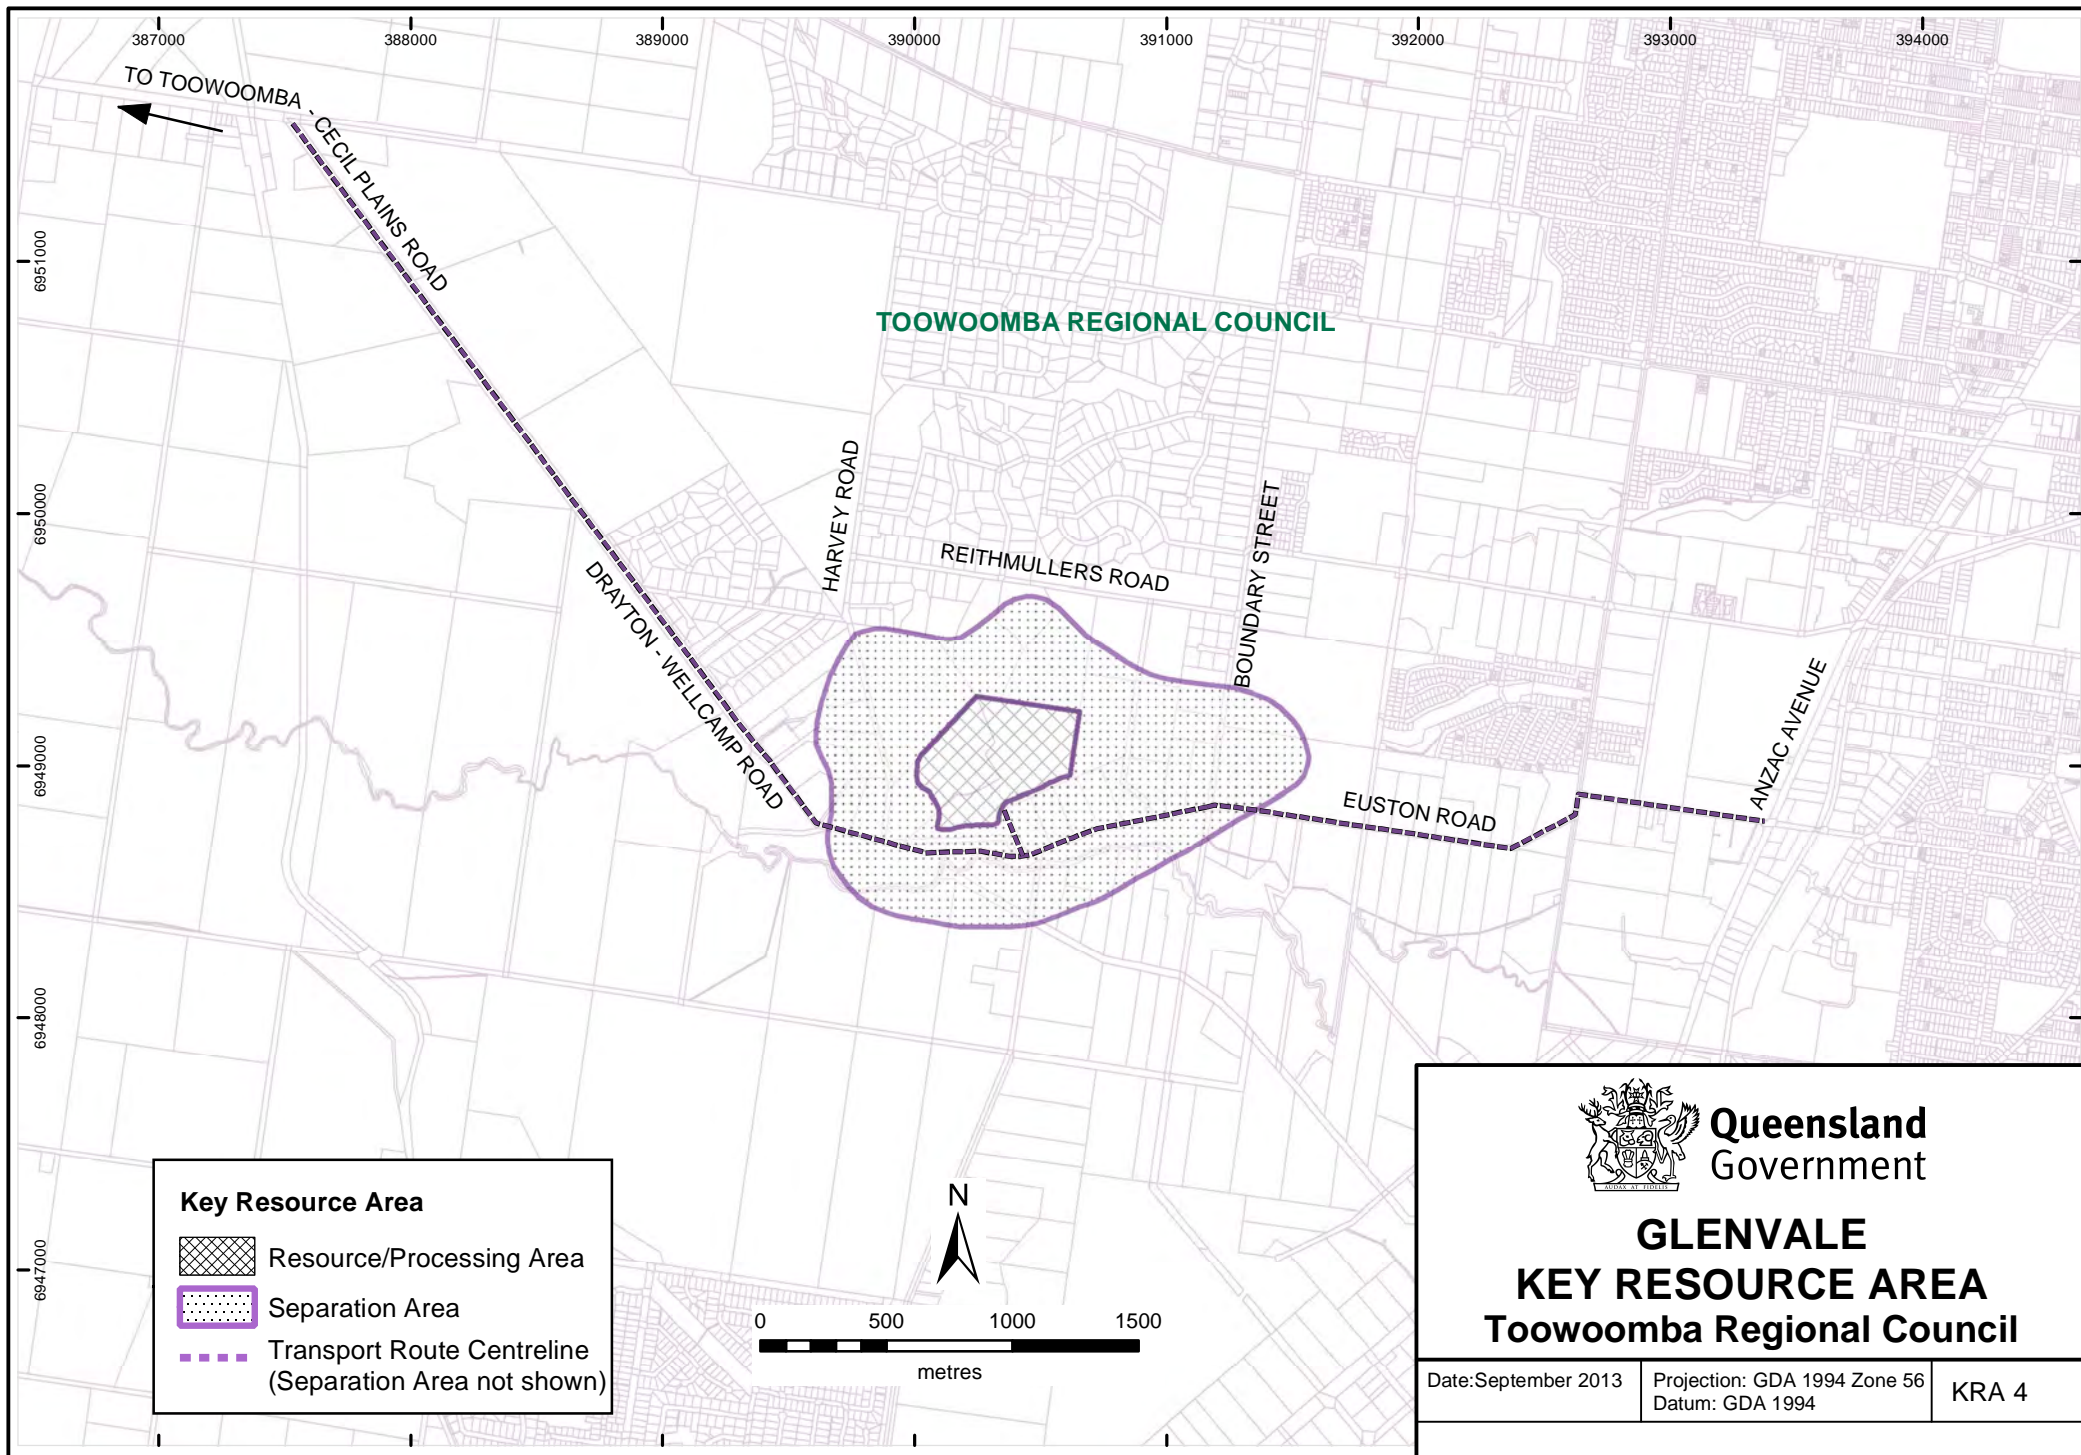 387000
388000
389000
390000
391000
392000
393000
394000
TO TOOWOOMBA - CECIL PLAINS ROAD
6951000
TOOWOOMBA REGIONAL COUNCIL
6950000
HARVEY ROAD
REITHMULLERS ROAD
BOUNDARY STREET
DRAYTON - WELLCAMP ROAD
6949000
EUSTON ROAD
ANZAC AVENUE
6948000
6947000
Key Resource Area
Resource/Processing Area
Separation Area
Transport Route Centreline
(Separation Area not shown)
N
0 500 1000 1500
metres
AUDAX AT FIDELIS
Queensland
Government
GLENVALE
KEY RESOURCE AREA
Toowoomba Regional Council
Date:September 2013
Projection: GDA 1994 Zone 56
Datum: GDA 1994
KRA 4